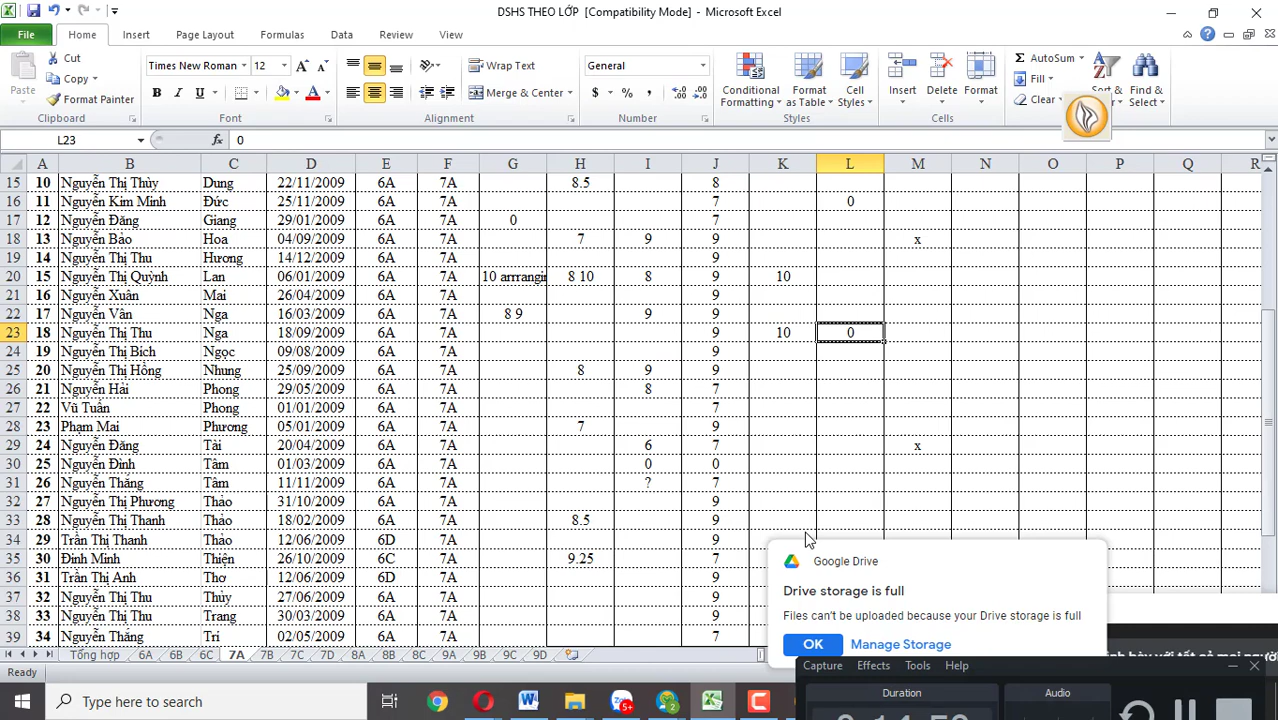 DSHS THEO LỚP [Compatibility Mode] - Microsoft Excel
File Home Insert Page Layout Formulas Data Review View
Paste Cut Copy Format Painter Clipboard
Times New Roman 12 B I U Font
Wrap Text Merge & Center Alignment
General $ % , Number
Conditional Formatting Format as Table Cell Styles Styles
Insert Delete Format Cells
AutoSum Fill Clear Sort & Find & Select
L23 fx 0
A B C D E F G H I J K L M N O P Q R
15 10 Nguyễn Thị Thùy Dung 22/11/2009 6A 7A 8.5 8
16 11 Nguyễn Kim Minh Đức 25/11/2009 6A 7A 7 0
17 12 Nguyễn Đăng Giang 29/01/2009 6A 7A 0 7
18 13 Nguyễn Bảo Hoa 04/09/2009 6A 7A 7 9 9 x
19 14 Nguyễn Thị Thu Hương 14/12/2009 6A 7A 9
20 15 Nguyễn Thị Quỳnh Lan 06/01/2009 6A 7A 10 arrrangin 8 10 8 9 10
21 16 Nguyễn Xuân Mai 26/04/2009 6A 7A 9
22 17 Nguyễn Vân Nga 16/03/2009 6A 7A 8 9 9 9
23 18 Nguyễn Thị Thu Nga 18/09/2009 6A 7A 9 10 0
24 19 Nguyễn Thị Bích Ngọc 09/08/2009 6A 7A 9
25 20 Nguyễn Thị Hồng Nhung 25/09/2009 6A 7A 8 9 9
26 21 Nguyễn Hải Phong 29/05/2009 6A 7A 8 7
27 22 Vũ Tuấn Phong 01/01/2009 6A 7A 7
28 23 Phạm Mai Phương 05/01/2009 6A 7A 7 9
29 24 Nguyễn Đăng Tài 20/04/2009 6A 7A 6 9 x
30 25 Nguyễn Đình Tâm 01/03/2009 6A 7A 0 0
31 26 Nguyễn Thắng Tâm 11/11/2009 6A 7A ? 7
32 27 Nguyễn Thị Phương Thảo 31/10/2009 6A 7A 9
33 28 Nguyễn Thị Thanh Thảo 18/02/2009 6A 7A 8.5 9
34 29 Trần Thị Thanh Thảo 12/06/2009 6D 7A 9
35 30 Đinh Minh Thiện 26/10/2009 6C 7A 9.25 7
36 31 Trần Thị Anh Thơ 12/06/2009 6D 7A 9
37 32 Nguyễn Thị Thu Thủy 27/06/2009 6A 7A 9
38 33 Nguyễn Thị Thu Trang 30/03/2009 6A 7A 9
39 34 Nguyễn Thắng Trí 02/05/2009 6A 7A 7
Google Drive
Drive storage is full
Files can't be uploaded because your Drive storage is full
OK Manage Storage
Tổng hợp 6A 6B 6C 7A 7B 7C 7D 8A 8B 8C 9A 9B 9C 9D
Ready
Capture Effects Tools Help
Duration Audio
Type here to search
5+